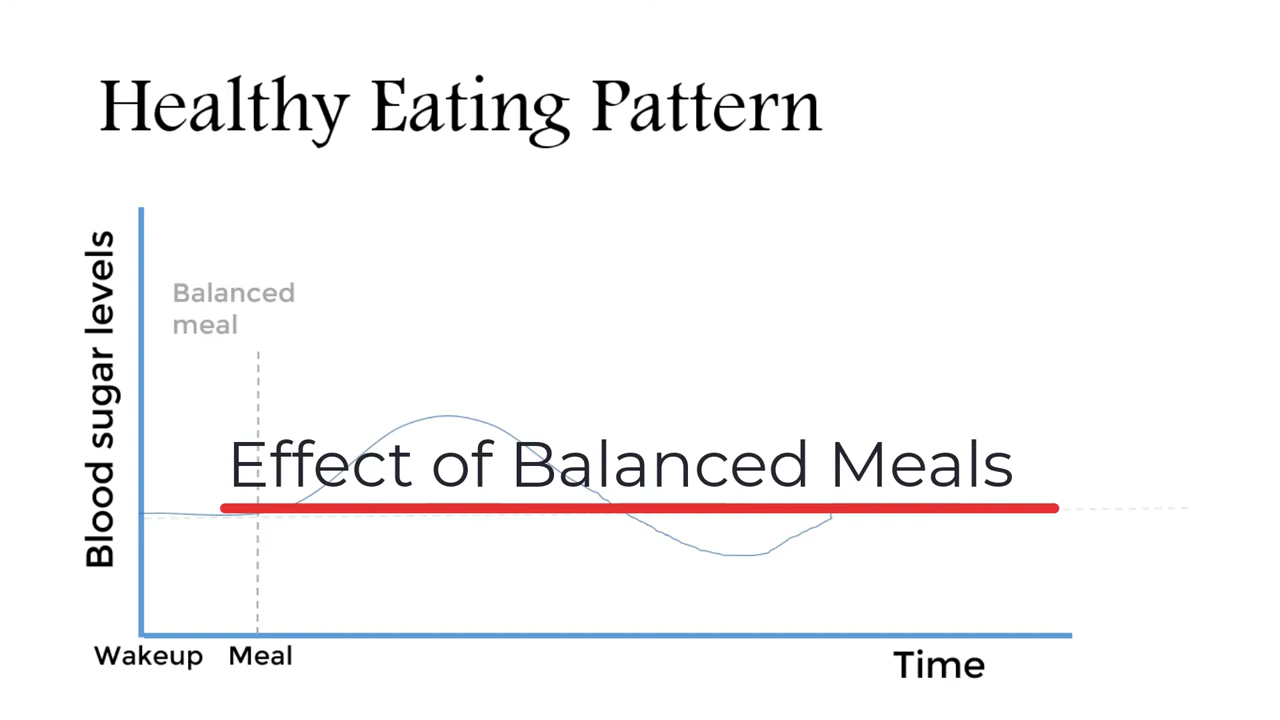 Healthy Eating Pattern
Blood sugar levels
Balanced
meal
Effect of Balanced Meals
Wakeup
Meal
Time